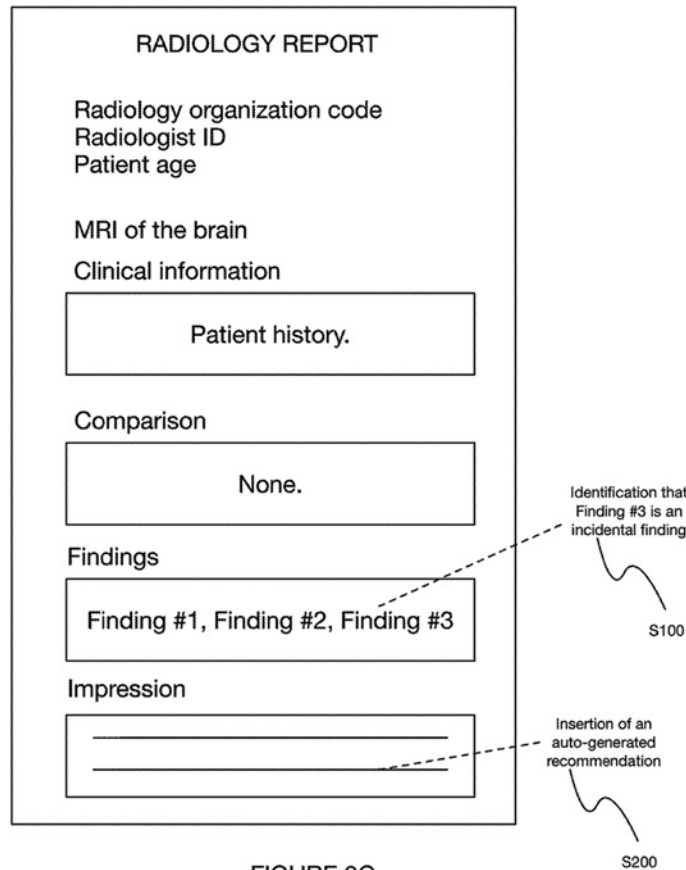 RADIOLOGY REPORT
Radiology organization code
Radiologist ID
Patient age
MRI of the brain
Clinical information
Patient history.
Comparison
None.
Findings
Finding #1, Finding #2, Finding #3
Impression
Identification that
Finding #3 is an
incidental finding
S100
Insertion of an
auto-generated
recommendation
S200